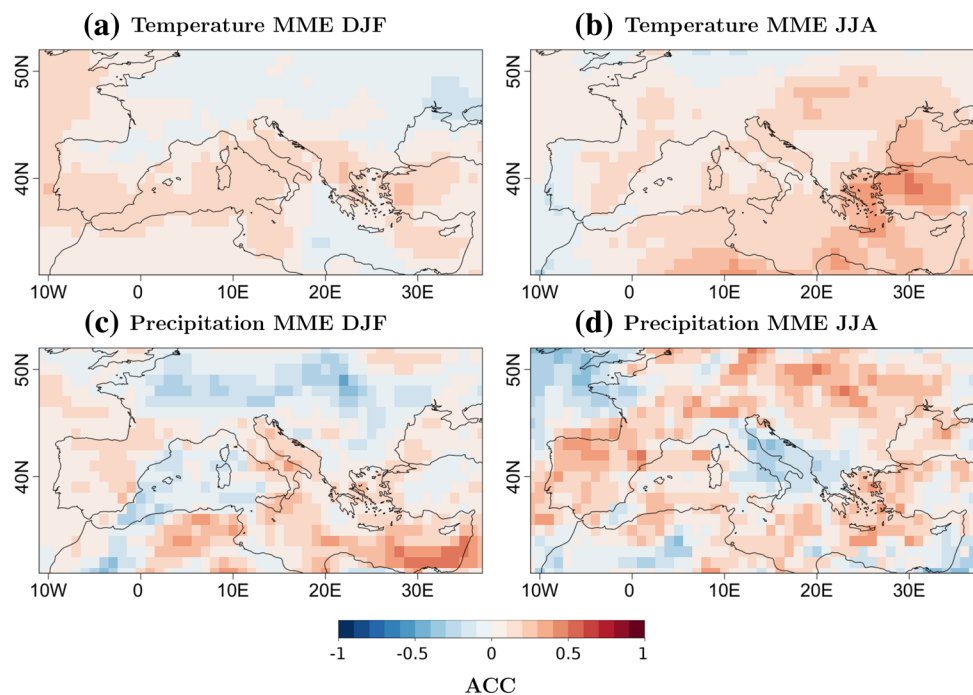 (a) Temperature MME DJF
(b) Temperature MME JJA
50N
40N
10W 0 10E 20E 30E
50N
40N
10W 0 10E 20E 30E
(c) Precipitation MME DJF
(d) Precipitation MME JJA
50N
40N
10W 0 10E 20E 30E
50N
40N
10W 0 10E 20E 30E
-1 -0.5 0 0.5 1
ACC